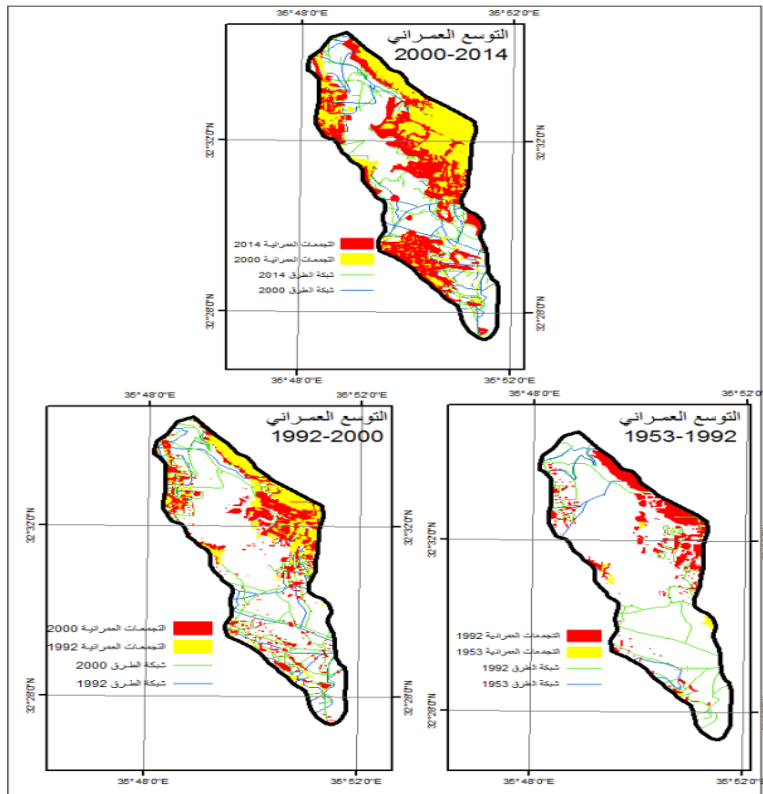 35°48'0"E
35°52'0"E
التوسع العمراني
2000-2014
32°32'0"N
32°32'0"N
التجمعات العمرانية 2014
التجمعات العمرانية 2000
شبكة الطرق 2014
شبكة الطرق 2000
32°28'0"N
32°28'0"N
35°48'0"E
35°52'0"E
35°48'0"E
35°52'0"E
التوسع العمراني
1992-2000
32°32'0"N
32°32'0"N
التجمعات العمرانية 2000
التجمعات العمرانية 1992
شبكة الطرق 2000
شبكة الطرق 1992
32°28'0"N
32°28'0"N
35°48'0"E
35°52'0"E
35°48'0"E
35°52'0"
التوسع العمراني
1953-1992
32°32'0"N
التجمعات العمرانية 1992
التجمعات العمرانية 1953
شبكة الطرق 1992
شبكة الطرق 1953
32°28'0"N
35°48'0"E
35°52'0"E